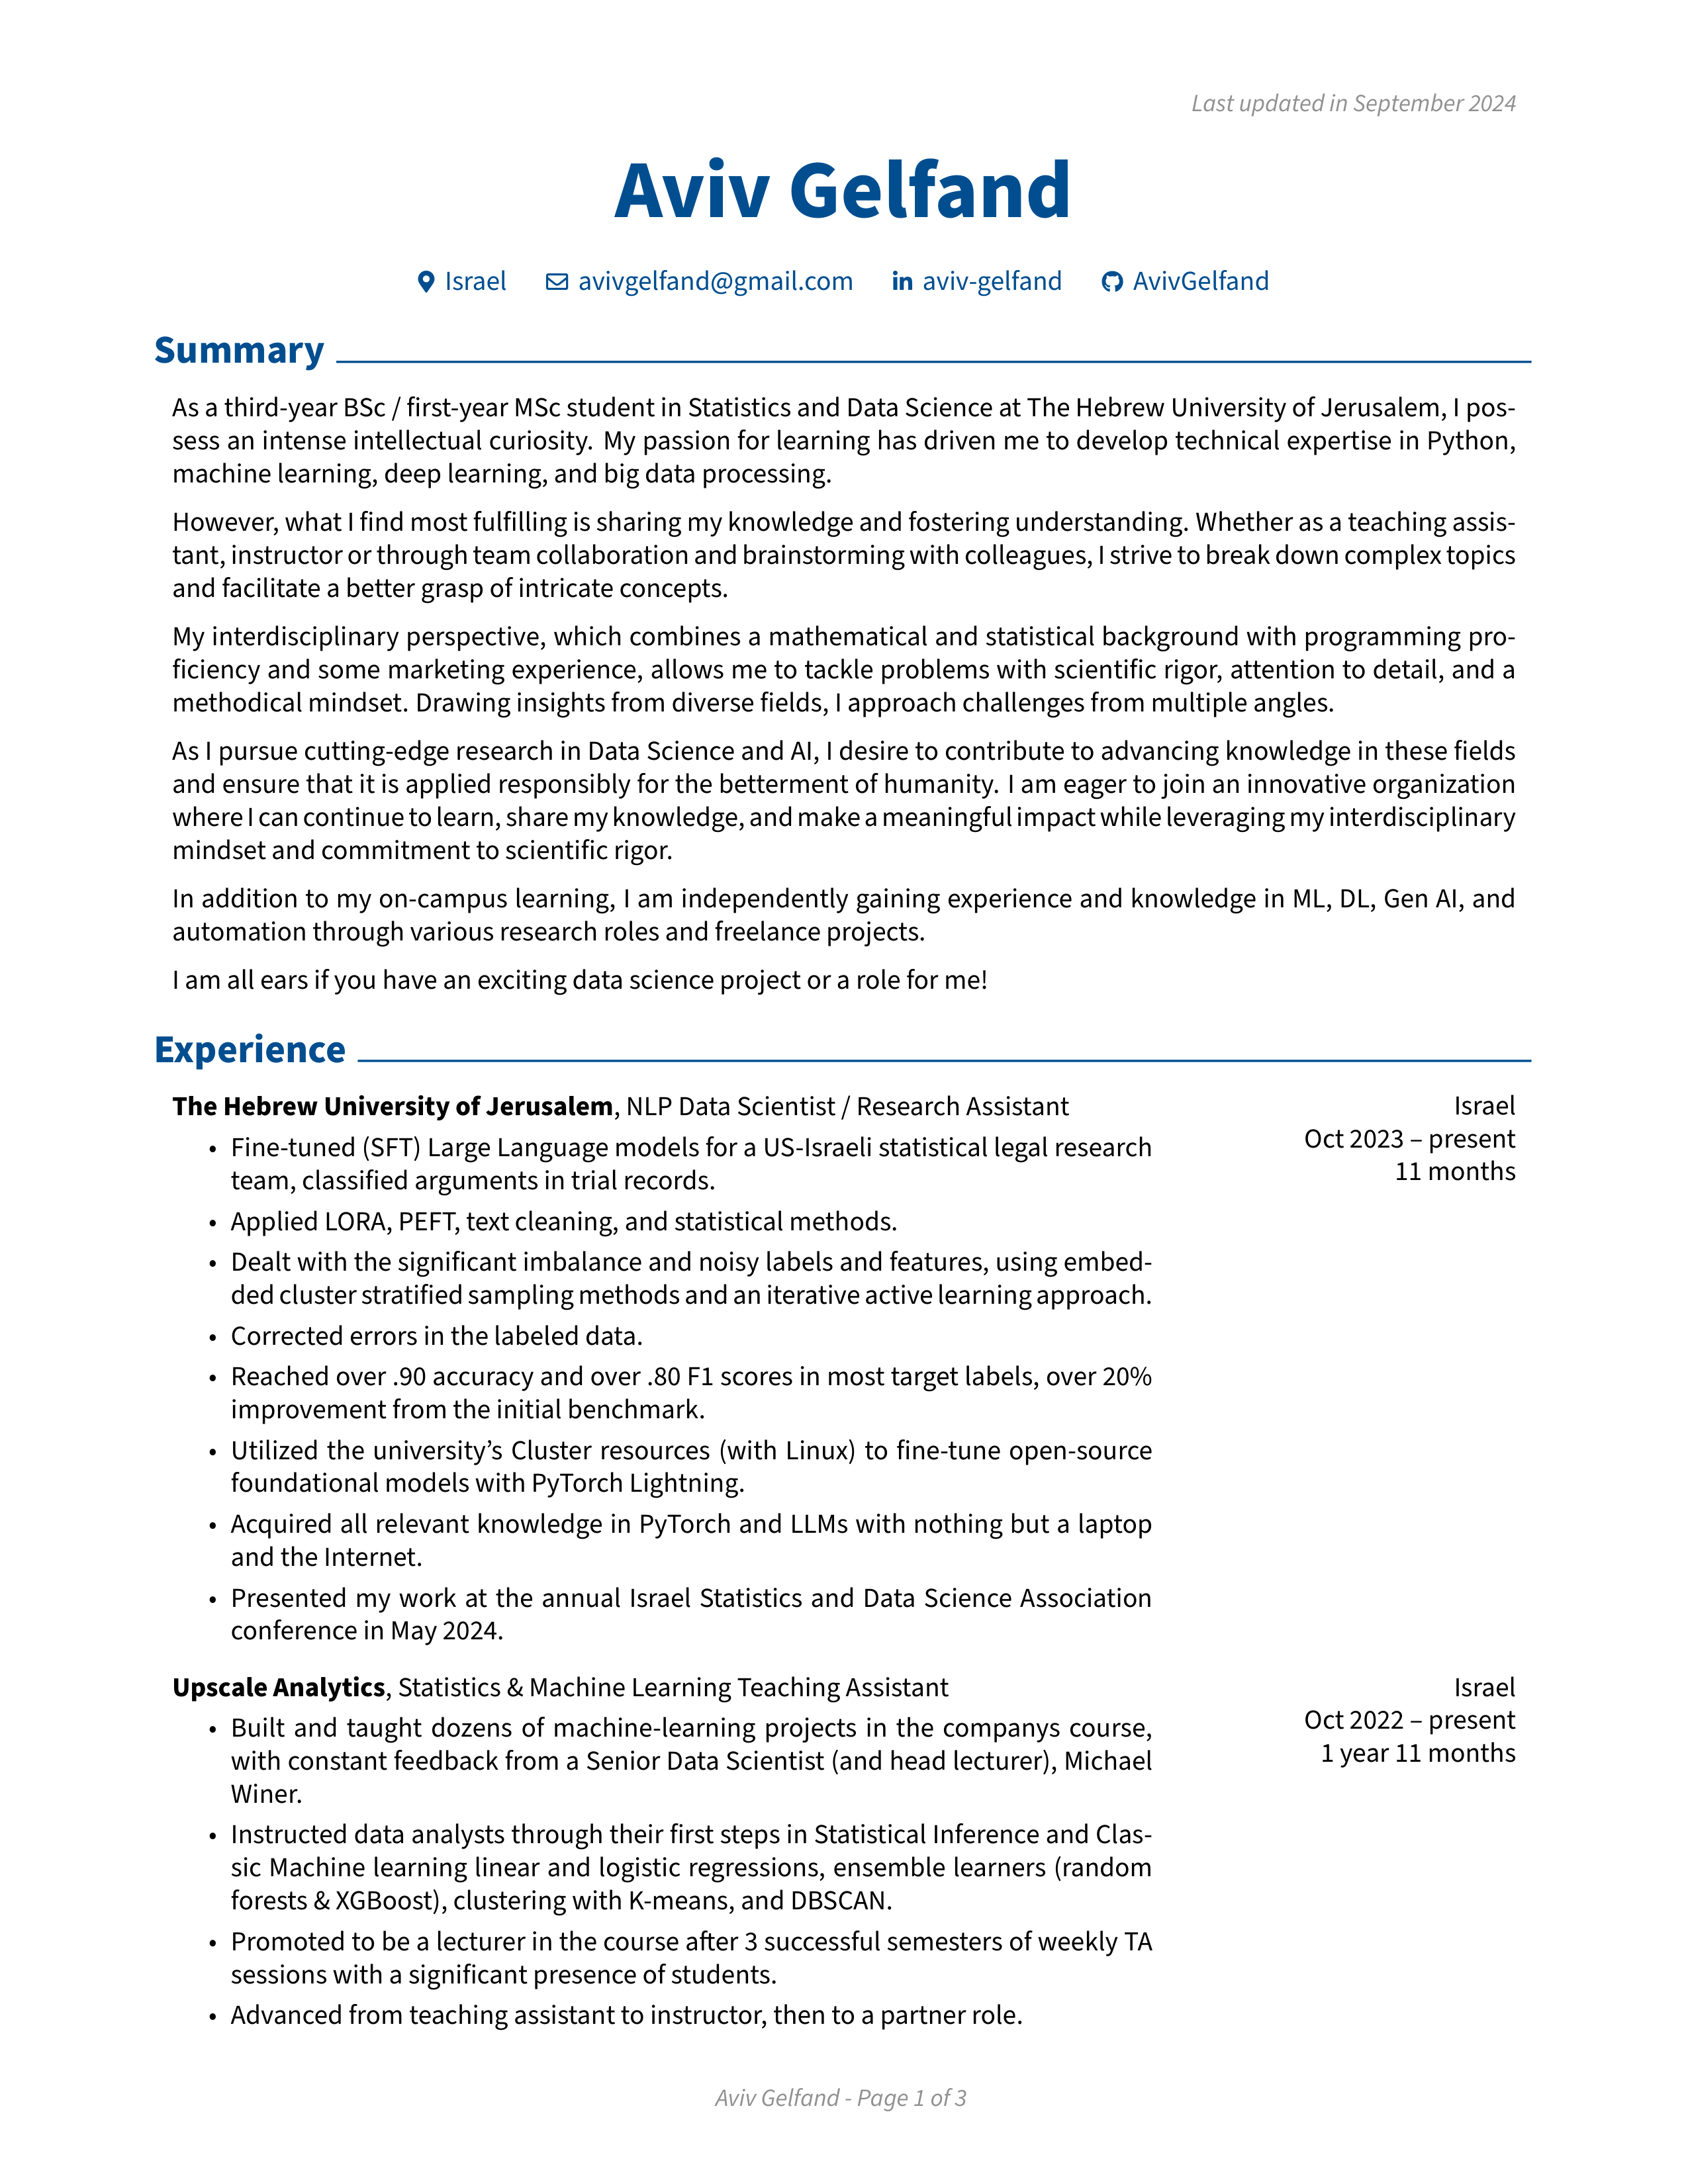 Last updated in September 2024
Aviv Gelfand
Israel avivgelfand@gmail.com aviv-gelfand AvivGelfand
Summary
As a third-year BSc / first-year MSc student in Statistics and Data Science at The Hebrew University of Jerusalem, I pos-
sess an intense intellectual curiosity. My passion for learning has driven me to develop technical expertise in Python,
machine learning, deep learning, and big data processing.
However, what I find most fulfilling is sharing my knowledge and fostering understanding. Whether as a teaching assis-
tant, instructor or through team collaboration and brainstorming with colleagues, I strive to break down complex topics
and facilitate a better grasp of intricate concepts.
My interdisciplinary perspective, which combines a mathematical and statistical background with programming pro-
ficiency and some marketing experience, allows me to tackle problems with scientific rigor, attention to detail, and a
methodical mindset. Drawing insights from diverse fields, I approach challenges from multiple angles.
As I pursue cutting-edge research in Data Science and AI, I desire to contribute to advancing knowledge in these fields
and ensure that it is applied responsibly for the betterment of humanity. I am eager to join an innovative organization
where I can continue to learn, share my knowledge, and make a meaningful impact while leveraging my interdisciplinary
mindset and commitment to scientific rigor.
In addition to my on-campus learning, I am independently gaining experience and knowledge in ML, DL, Gen AI, and
automation through various research roles and freelance projects.
I am all ears if you have an exciting data science project or a role for me!
Experience
The Hebrew University of Jerusalem, NLP Data Scientist / Research Assistant
Israel
Oct 2023 – present
11 months
• Fine-tuned (SFT) Large Language models for a US-Israeli statistical legal research
team, classified arguments in trial records.
• Applied LORA, PEFT, text cleaning, and statistical methods.
• Dealt with the significant imbalance and noisy labels and features, using embed-
ded cluster stratified sampling methods and an iterative active learning approach.
• Corrected errors in the labeled data.
• Reached over .90 accuracy and over .80 F1 scores in most target labels, over 20%
improvement from the initial benchmark.
• Utilized the university’s Cluster resources (with Linux) to fine-tune open-source
foundational models with PyTorch Lightning.
• Acquired all relevant knowledge in PyTorch and LLMs with nothing but a laptop
and the Internet.
• Presented my work at the annual Israel Statistics and Data Science Association
conference in May 2024.
Upscale Analytics, Statistics & Machine Learning Teaching Assistant
Israel
Oct 2022 – present
1 year 11 months
• Built and taught dozens of machine-learning projects in the companys course,
with constant feedback from a Senior Data Scientist (and head lecturer), Michael
Winer.
• Instructed data analysts through their first steps in Statistical Inference and Clas-
sic Machine learning linear and logistic regressions, ensemble learners (random
forests & XGBoost), clustering with K-means, and DBSCAN.
• Promoted to be a lecturer in the course after 3 successful semesters of weekly TA
sessions with a significant presence of students.
• Advanced from teaching assistant to instructor, then to a partner role.
Aviv Gelfand - Page 1 of 3